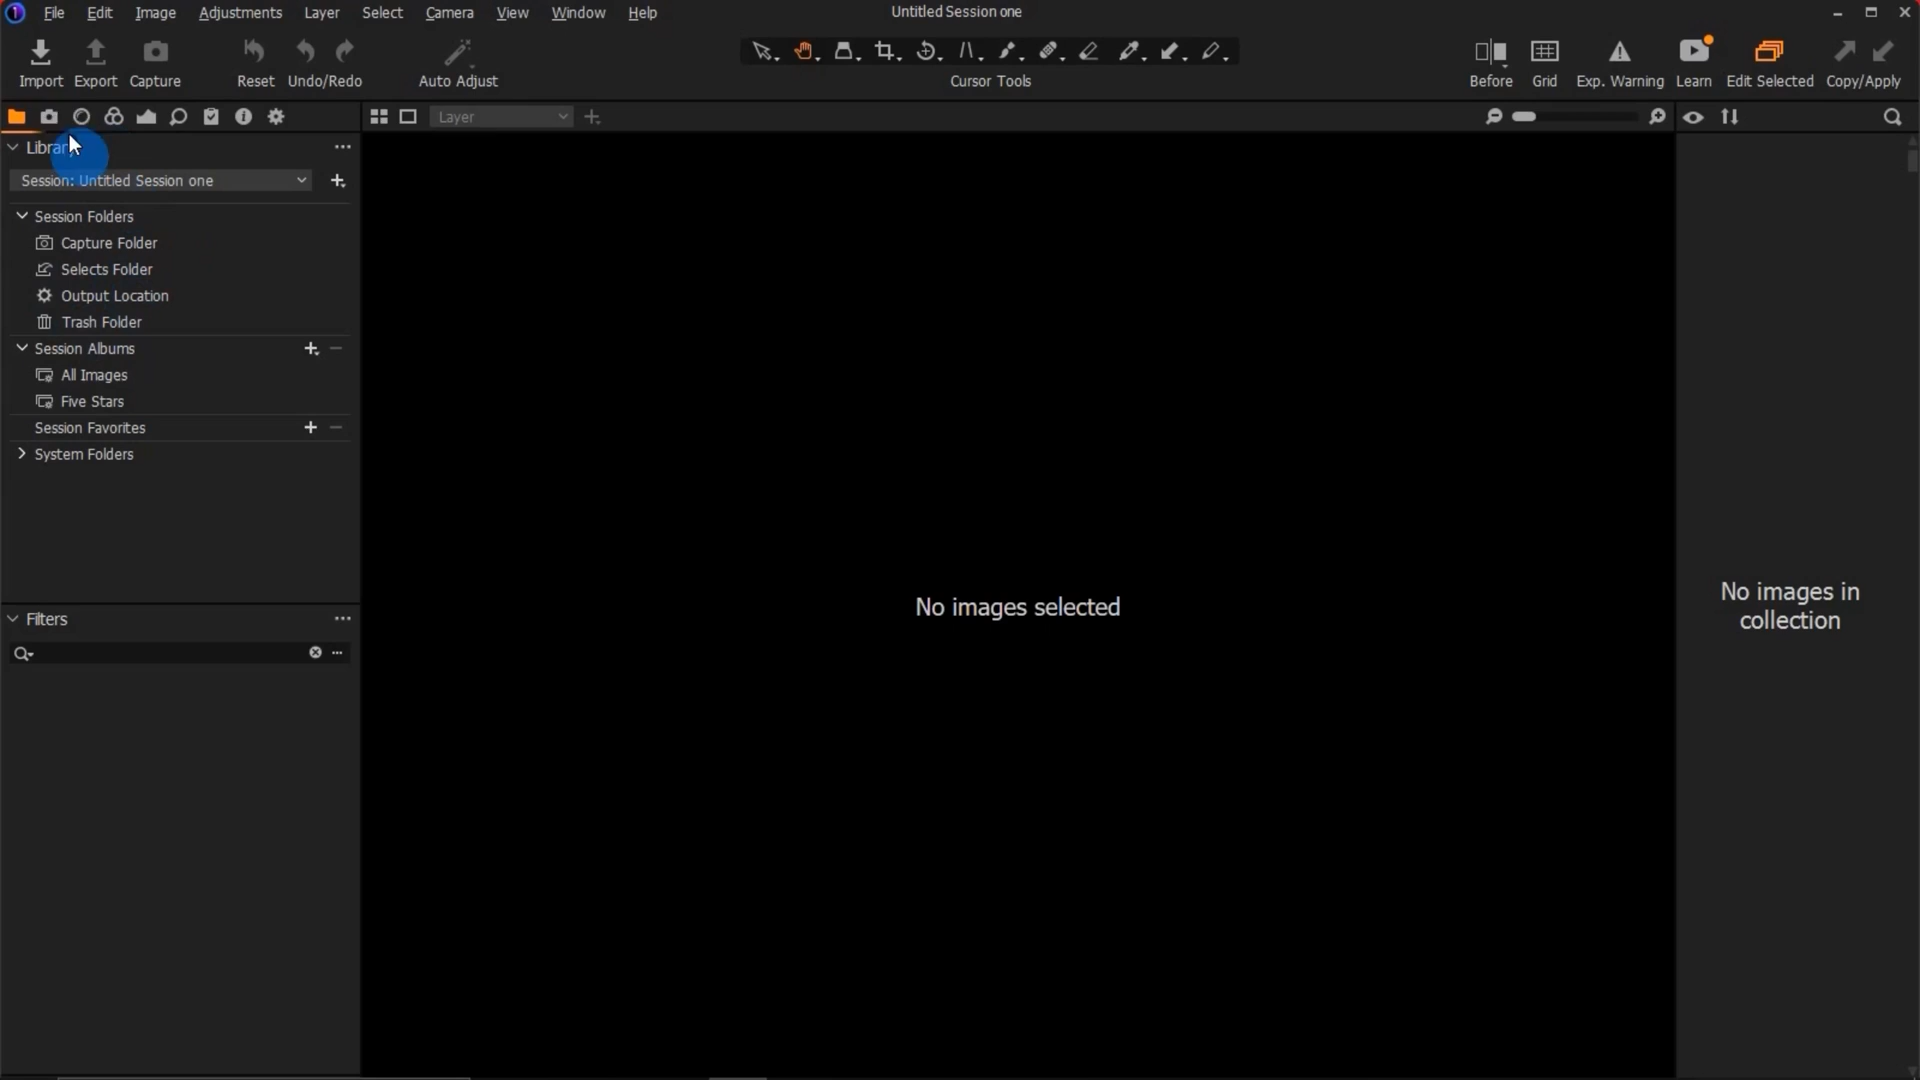 File Edit Image Adjustments Layer Select Camera View Window Help
Untitled Session one
Import Export Capture Reset Undo/Redo Auto Adjust
Cursor Tools
Before Grid Exp. Warning Learn Edit Selected Copy/Apply
Layer
Library
Session: Untitled Session one
Session Folders
Capture Folder
Selects Folder
Output Location
Trash Folder
Session Albums
All Images
Five Stars
Session Favorites
System Folders
Filters
No images selected
No images in
collection